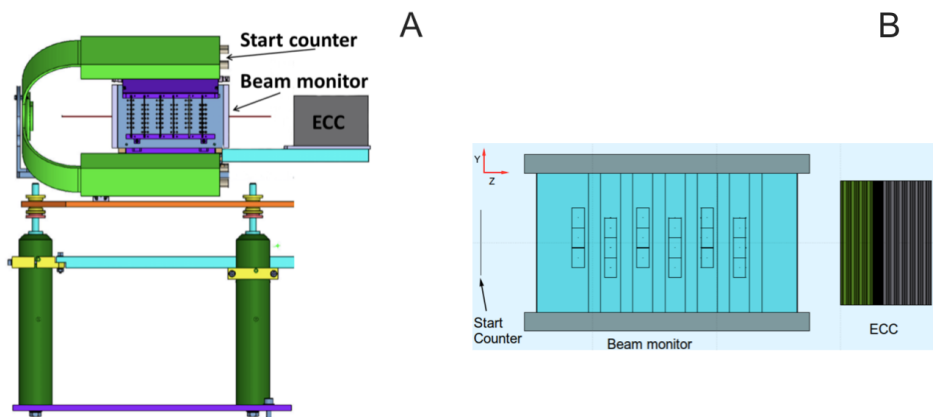 A
B
Start counter
Beam monitor
ECC
Y
Z
Start
Counter
Beam monitor
ECC